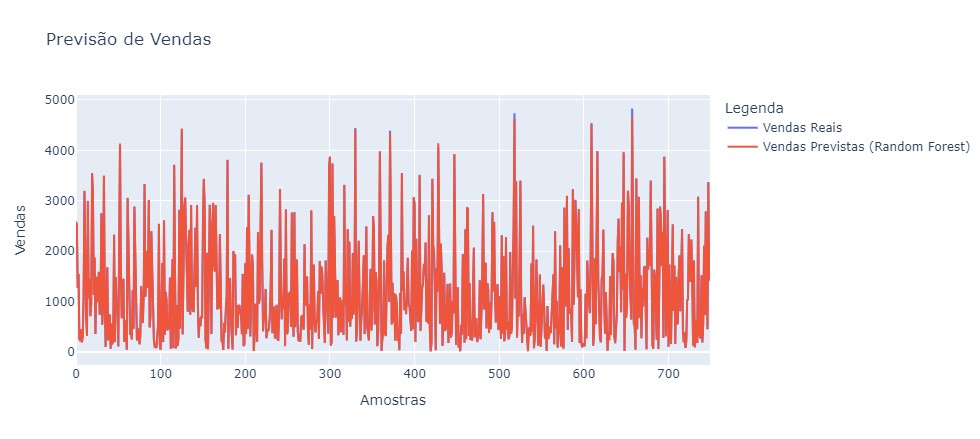 Previsão de Vendas
Legenda
Vendas Reais
Vendas Previstas (Random Forest)
Vendas
5000
4000
3000
2000
1000
0
0 100 200 300 400 500 600 700
Amostras